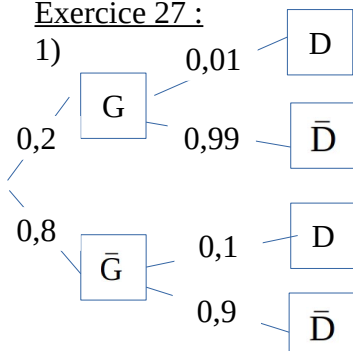 Exercice 27 :
1)
0,01
D
G
0,2
0,99
D̄
0,8
0,1
D
Ḡ
0,9
D̄